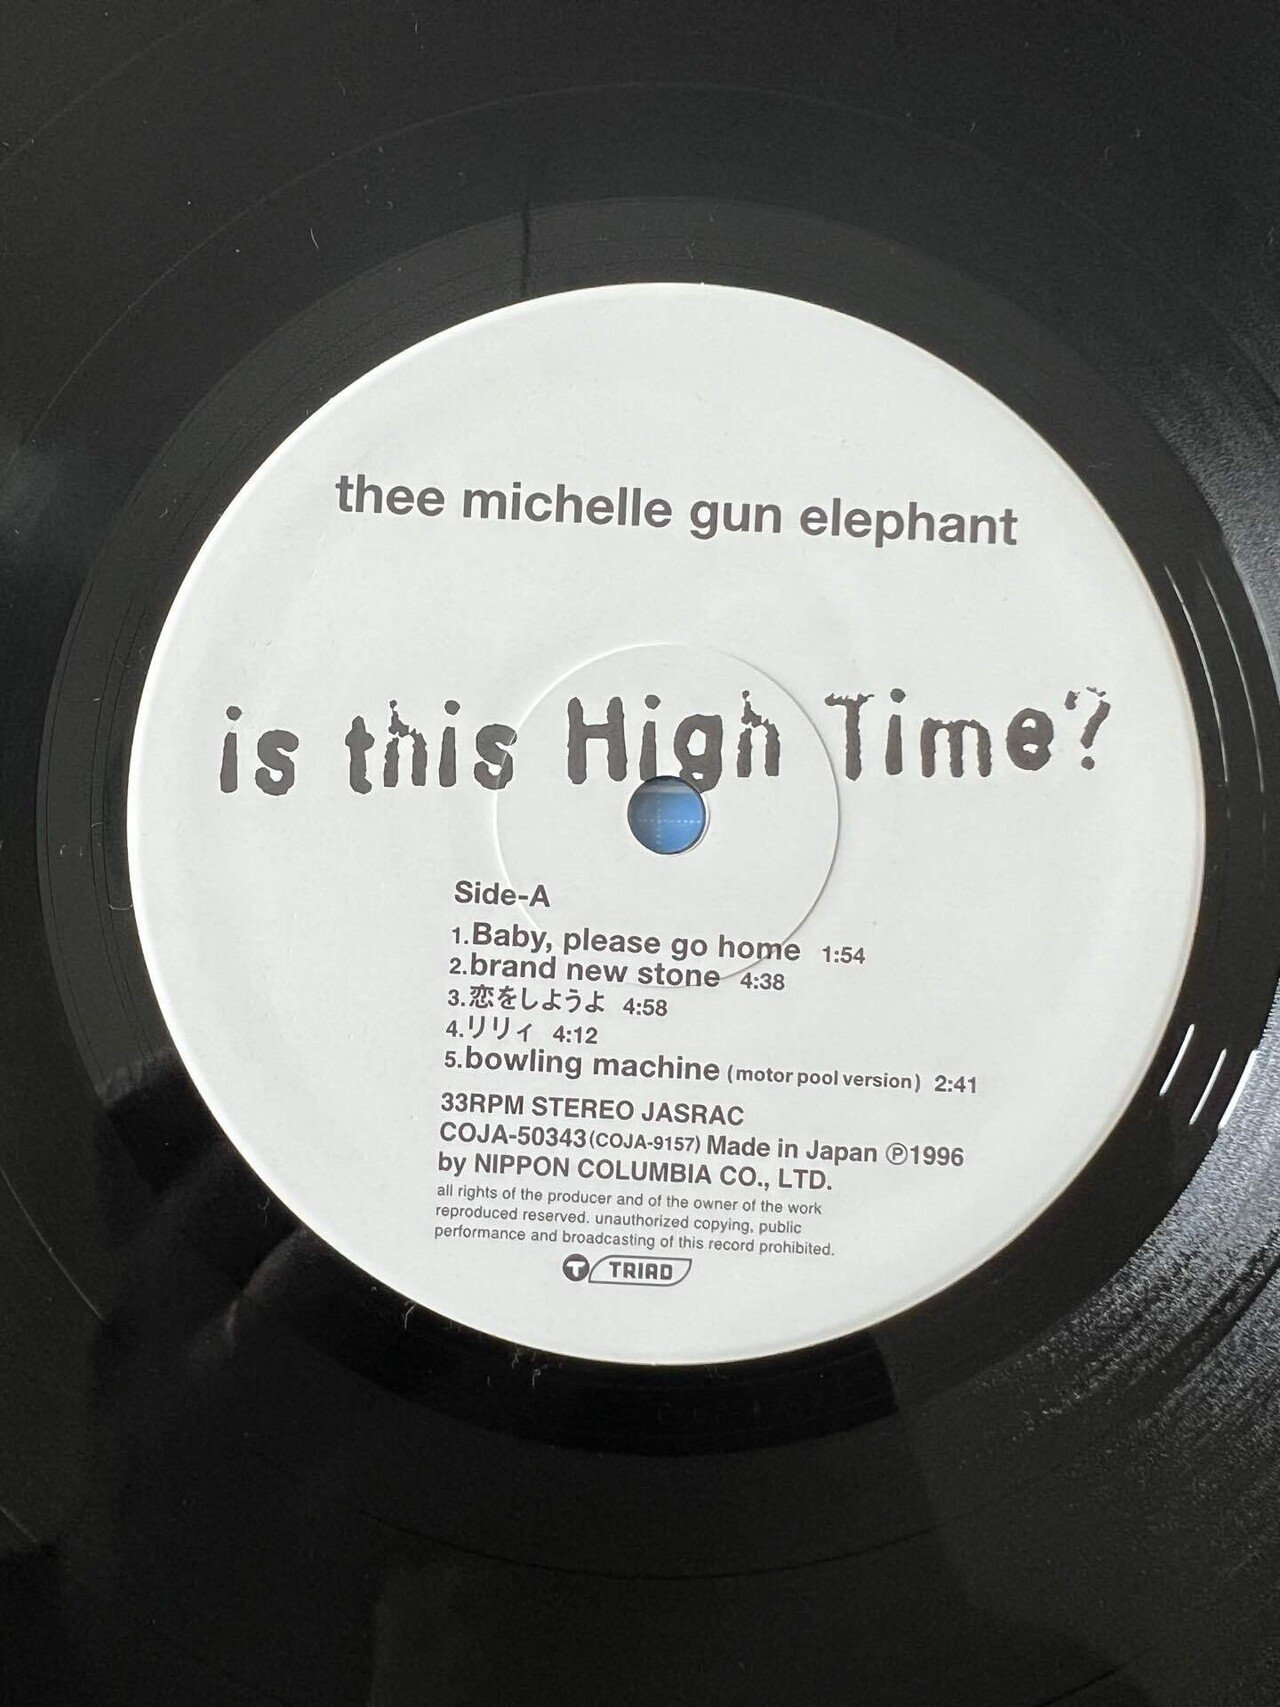 thee michelle gun elephant
is this High Time?
Side-A
1.Baby, please go home 1:54
2.brand new stone 4:38
3.恋をしようよ 4:58
4.リリィ 4:12
5.bowling machine (motor pool version) 2:41
33RPM STEREO JASRAC
COJA-50343(COJA-9157) Made in Japan Ⓟ1996
by NIPPON COLUMBIA CO., LTD.
all rights of the producer and of the owner of the work
reproduced reserved. unauthorized copying, public
performance and broadcasting of this record prohibited.
T TRIAD